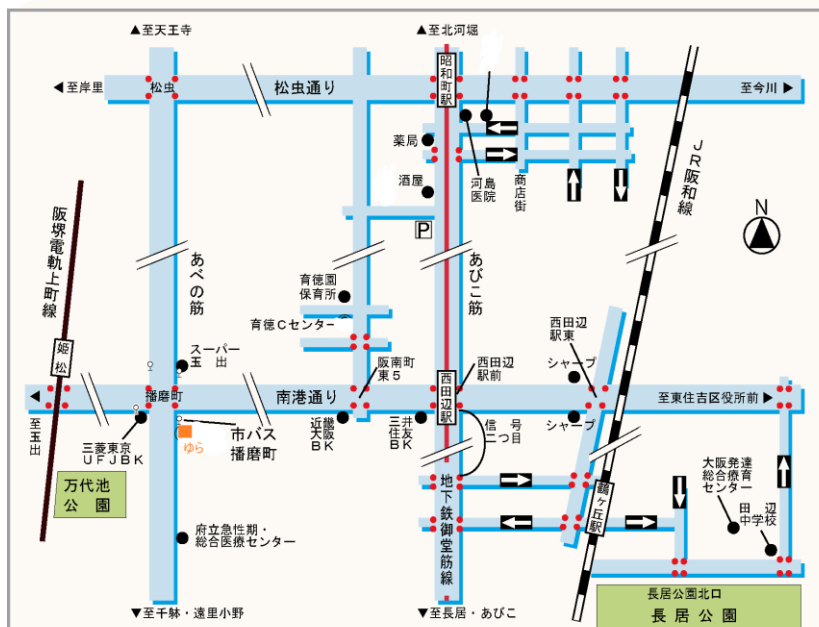 ▲至天王寺
▲至北河堀
◀至岸里
松虫
松虫通り
昭和町駅
至今川▶
薬局
酒屋
河島
医院
商店街
JR阪和線
N
P
阪堺電軌上町線
あべの筋
あびこ筋
育徳園
保育所
育徳Cセンター
スーパー
玉出
姫松
阪南町
東5
西田辺
駅前
西田辺
駅東
シャープ
◀
至玉出
播磨町
南港通り
西田辺駅
至東住吉区役所前▶
三菱東京
UFJBK
ゆら
市バス
播磨町
近畿
大阪
BK
三井
住友
BK
信号
二つ目
シャープ
万代池
公園
地下鉄御堂筋線
鶴ヶ丘駅
大阪発達
総合療育
センター
田辺
中学校
府立急性期・
総合医療センター
長居公園北口
長居公園
▼至千躰・遠里小野
▼至長居・あびこ